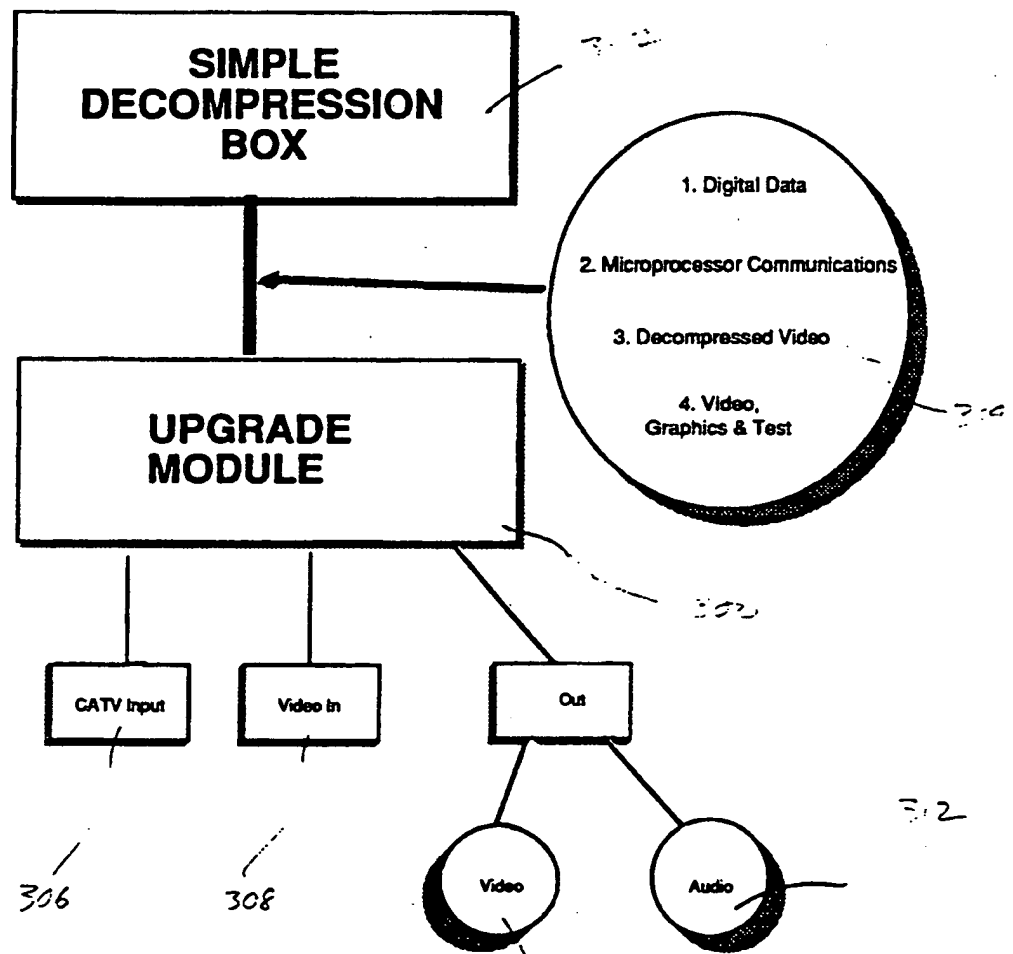 SIMPLE
DECOMPRESSION
BOX
1. Digital Data
2. Microprocessor Communications
3. Decompressed Video
4. Video,
Graphics & Test
UPGRADE
MODULE
CATV Input
Video In
Out
312
306
308
Video
Audio